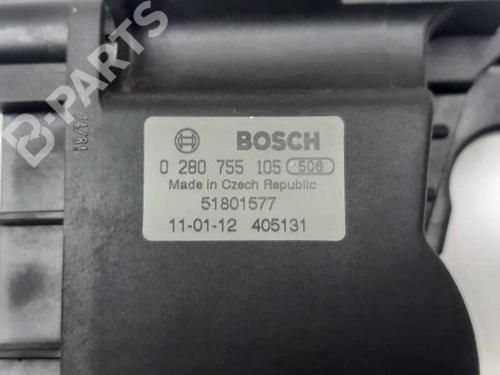 B-PARTS
BOSCH
0 280 755 105 506
Made in Czech Republic
51801577
11-01-12 405131